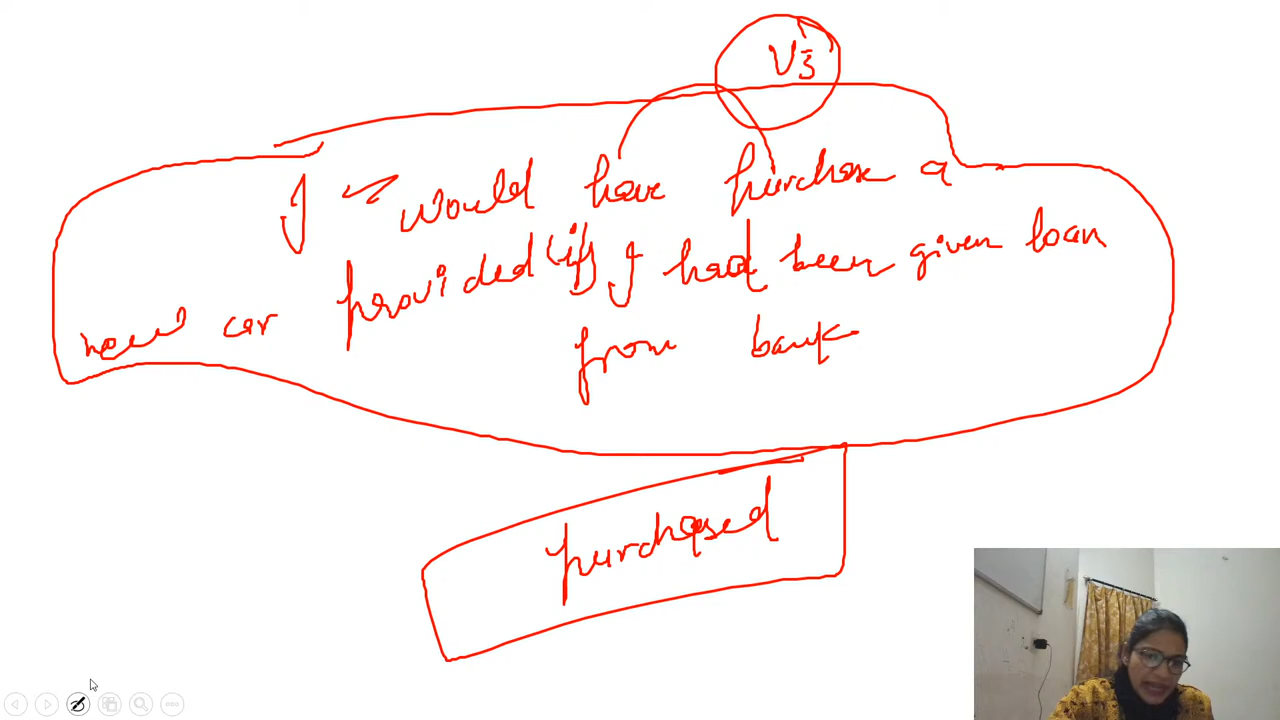 V3
I would have purchase a
new car provided (if) I had been given loan
from bank
purchased